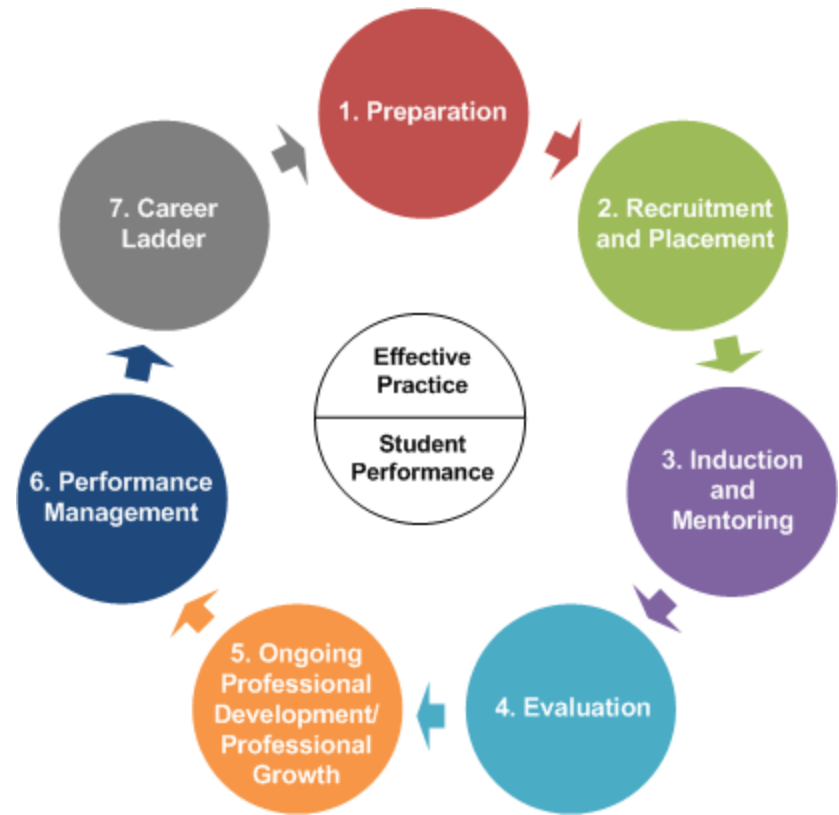 1. Preparation
2. Recruitment
and Placement
3. Induction
and
Mentoring
4. Evaluation
5. Ongoing
Professional
Development/
Professional
Growth
6. Performance
Management
7. Career
Ladder
Effective
Practice
Student
Performance